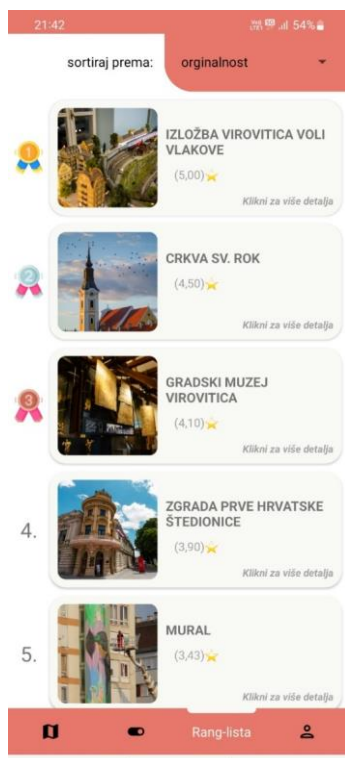 21:42
54%
sortiraj prema: orginalnost
1
IZLOŽBA VIROVITICA VOLI
VLAKOVE
(5,00)
Klikni za više detalja
2
CRKVA SV. ROK
(4,50)
Klikni za više detalja
3
GRADSKI MUZEJ
VIROVITICA
(4,10)
Klikni za više detalja
4.
ZGRADA PRVE HRVATSKE
ŠTEDIONICE
(3,90)
Klikni za više detalja
5.
MURAL
(3,43)
Klikni za više detalja
Rang-lista